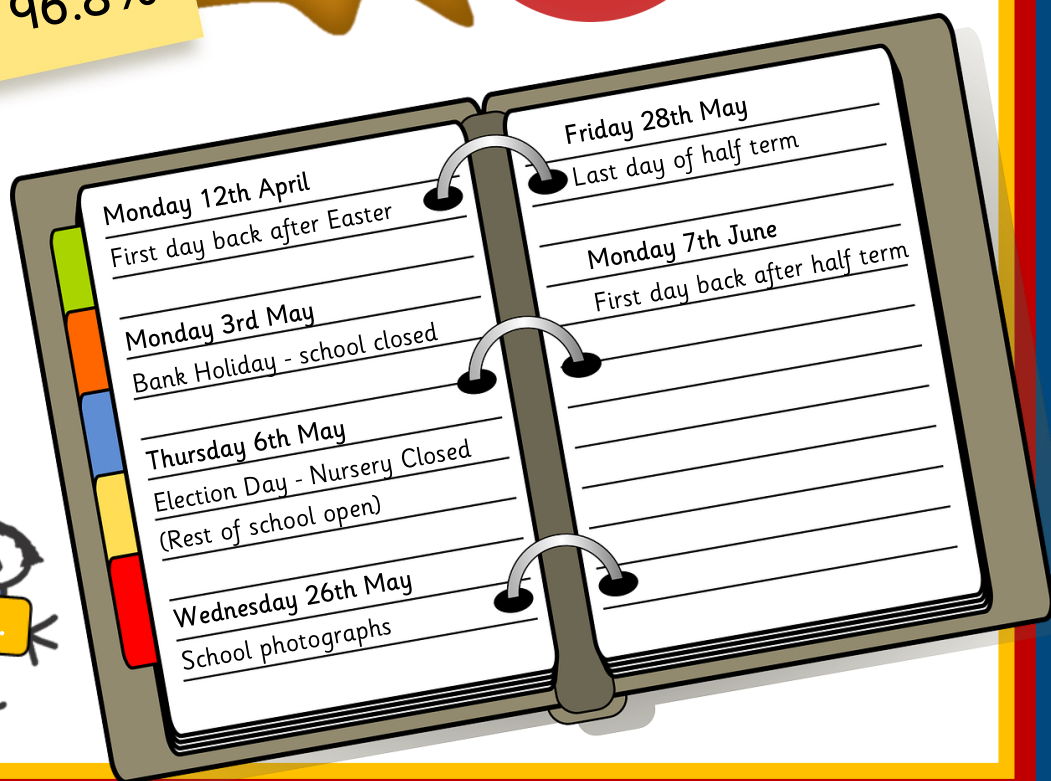 96.8%
Monday 12th April
First day back after Easter
Monday 3rd May
Bank Holiday - school closed
Thursday 6th May
Election Day - Nursery Closed
(Rest of school open)
Wednesday 26th May
School photographs
Friday 28th May
Last day of half term
Monday 7th June
First day back after half term